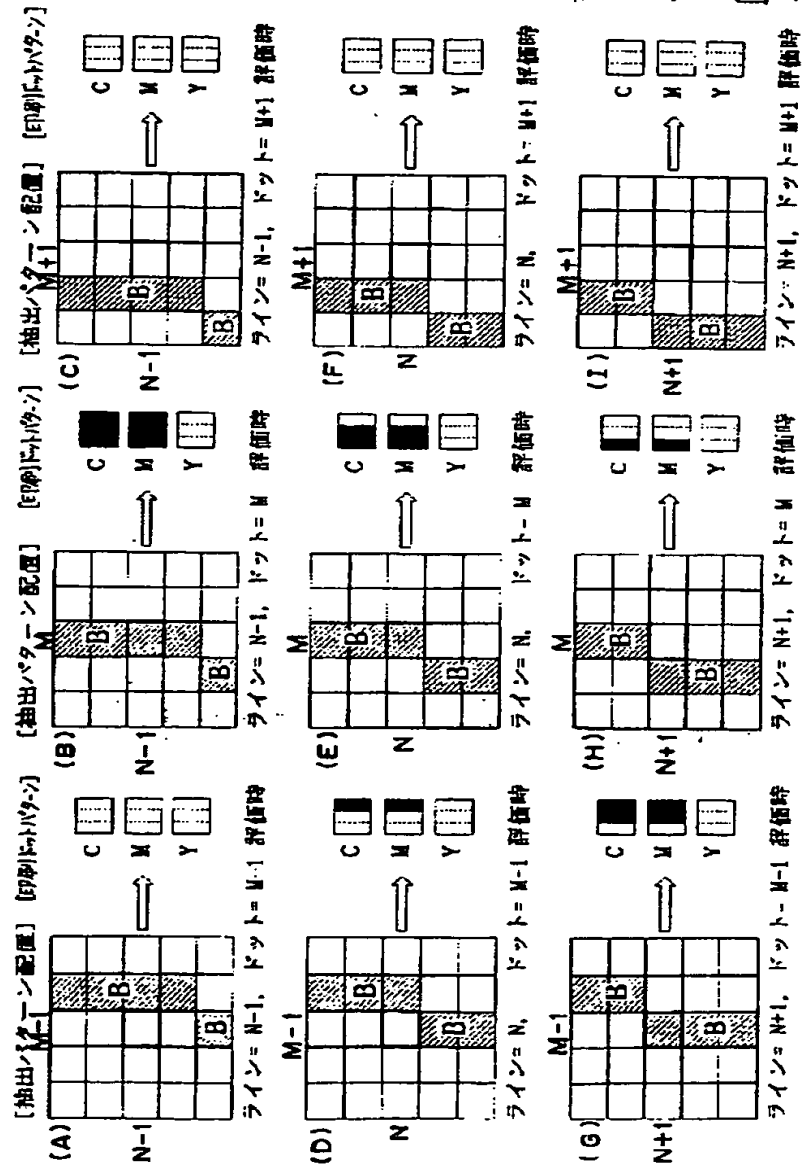 [抽出パターン配置] [印刷ドットパターン]
(A)
M-1
N-1
B
B
C
M
Y
ライン=N-1, ドット=M-1 評価時
[抽出パターン配置] [印刷ドットパターン]
(B)
M
N-1
B
B
C
M
Y
ライン=N-1, ドット=M 評価時
[抽出パターン配置] [印刷ドットパターン]
(C)
M+1
N-1
B
B
C
M
Y
ライン=N-1, ドット=M+1 評価時
(D)
M-1
N
B
B
C
M
Y
ライン=N, ドット=M-1 評価時
(E)
M
N
B
B
C
M
Y
ライン=N, ドット-M 評価時
(F)
M+1
N
B
B
C
M
Y
ライン=N, ドット-M+1 評価時
(G)
M-1
N+1
B
B
C
M
Y
ライン=N+1, ドット-M-1 評価時
(H)
M
N+1
B
B
C
M
Y
ライン=N+1, ドット=M 評価時
(I)
M+1
N+1
B
B
C
M
Y
ライン-N+1, ドット=M+1 評価時